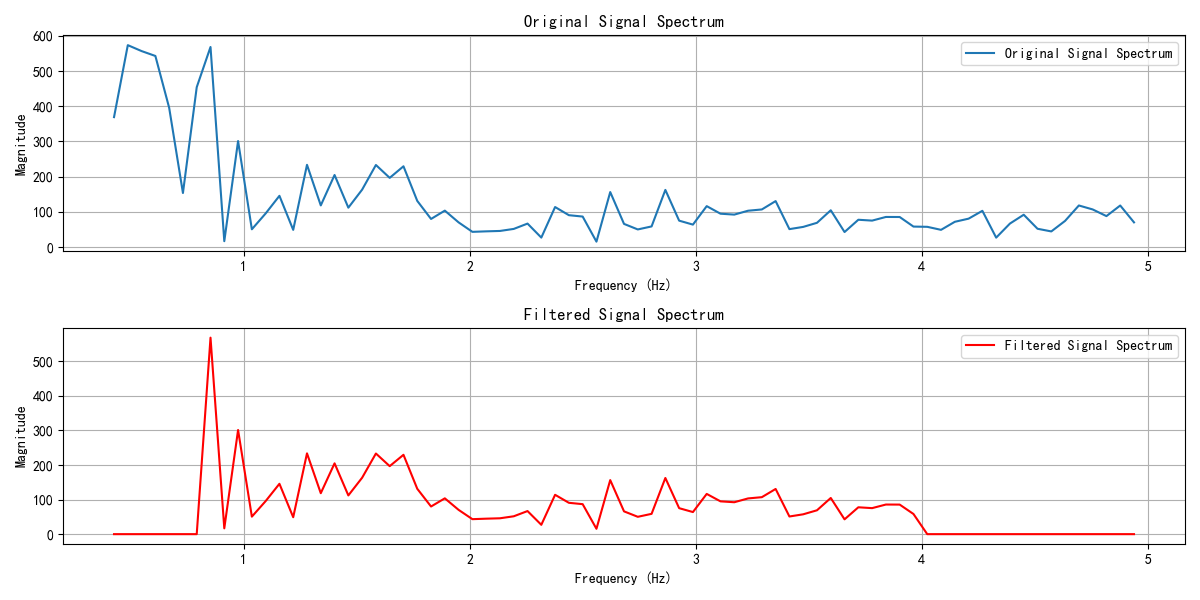 Original Signal Spectrum
600
500
400
300
200
100
0
Magnitude
Original Signal Spectrum
1 2 3 4 5
Frequency (Hz)
Filtered Signal Spectrum
500
400
300
200
100
0
Magnitude
Filtered Signal Spectrum
1 2 3 4 5
Frequency (Hz)